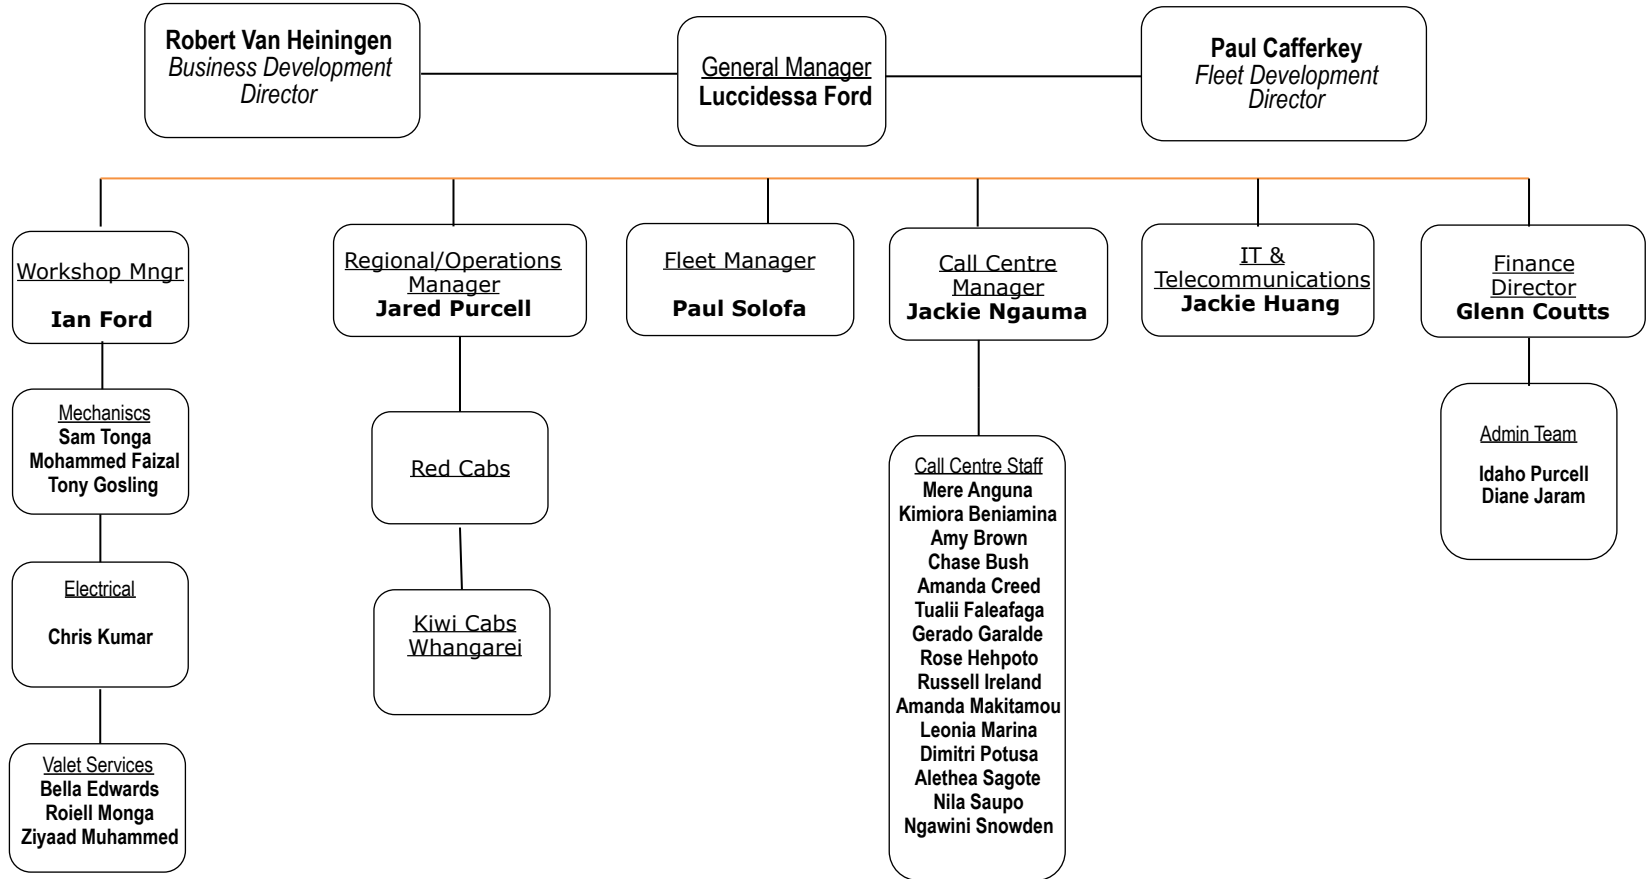 Robert Van Heiningen
Business Development
Director
General Manager
Luccidessa Ford
Paul Cafferkey
Fleet Development
Director
Workshop Mngr
Ian Ford
Mechaniscs
Sam Tonga
Mohammed Faizal
Tony Gosling
Electrical
Chris Kumar
Valet Services
Bella Edwards
Roiell Monga
Ziyaad Muhammed
Regional/Operations
Manager
Jared Purcell
Red Cabs
Kiwi Cabs
Whangarei
Fleet Manager
Paul Solofa
Call Centre
Manager
Jackie Ngauma
Call Centre Staff
Mere Anguna
Kimiora Beniamina
Amy Brown
Chase Bush
Amanda Creed
Tualii Faleafaga
Gerado Garalde
Rose Hehpoto
Russell Ireland
Amanda Makitamou
Leonia Marina
Dimitri Potusa
Alethea Sagote
Nila Saupo
Ngawini Snowden
IT &
Telecommunications
Jackie Huang
Finance
Director
Glenn Coutts
Admin Team
Idaho Purcell
Diane Jaram